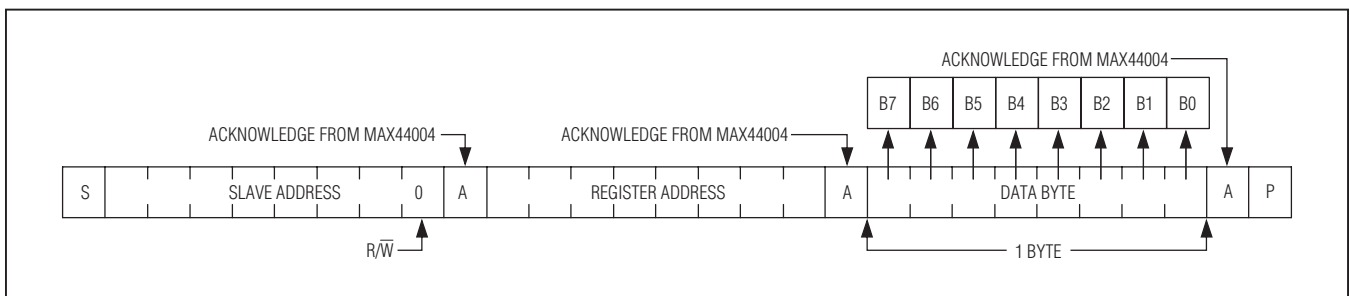 ACKNOWLEDGE FROM MAX44004
B7 B6 B5 B4 B3 B2 B1 B0
ACKNOWLEDGE FROM MAX44004 ACKNOWLEDGE FROM MAX44004
S SLAVE ADDRESS 0 A REGISTER ADDRESS A DATA BYTE A P
R/W̅ 1 BYTE